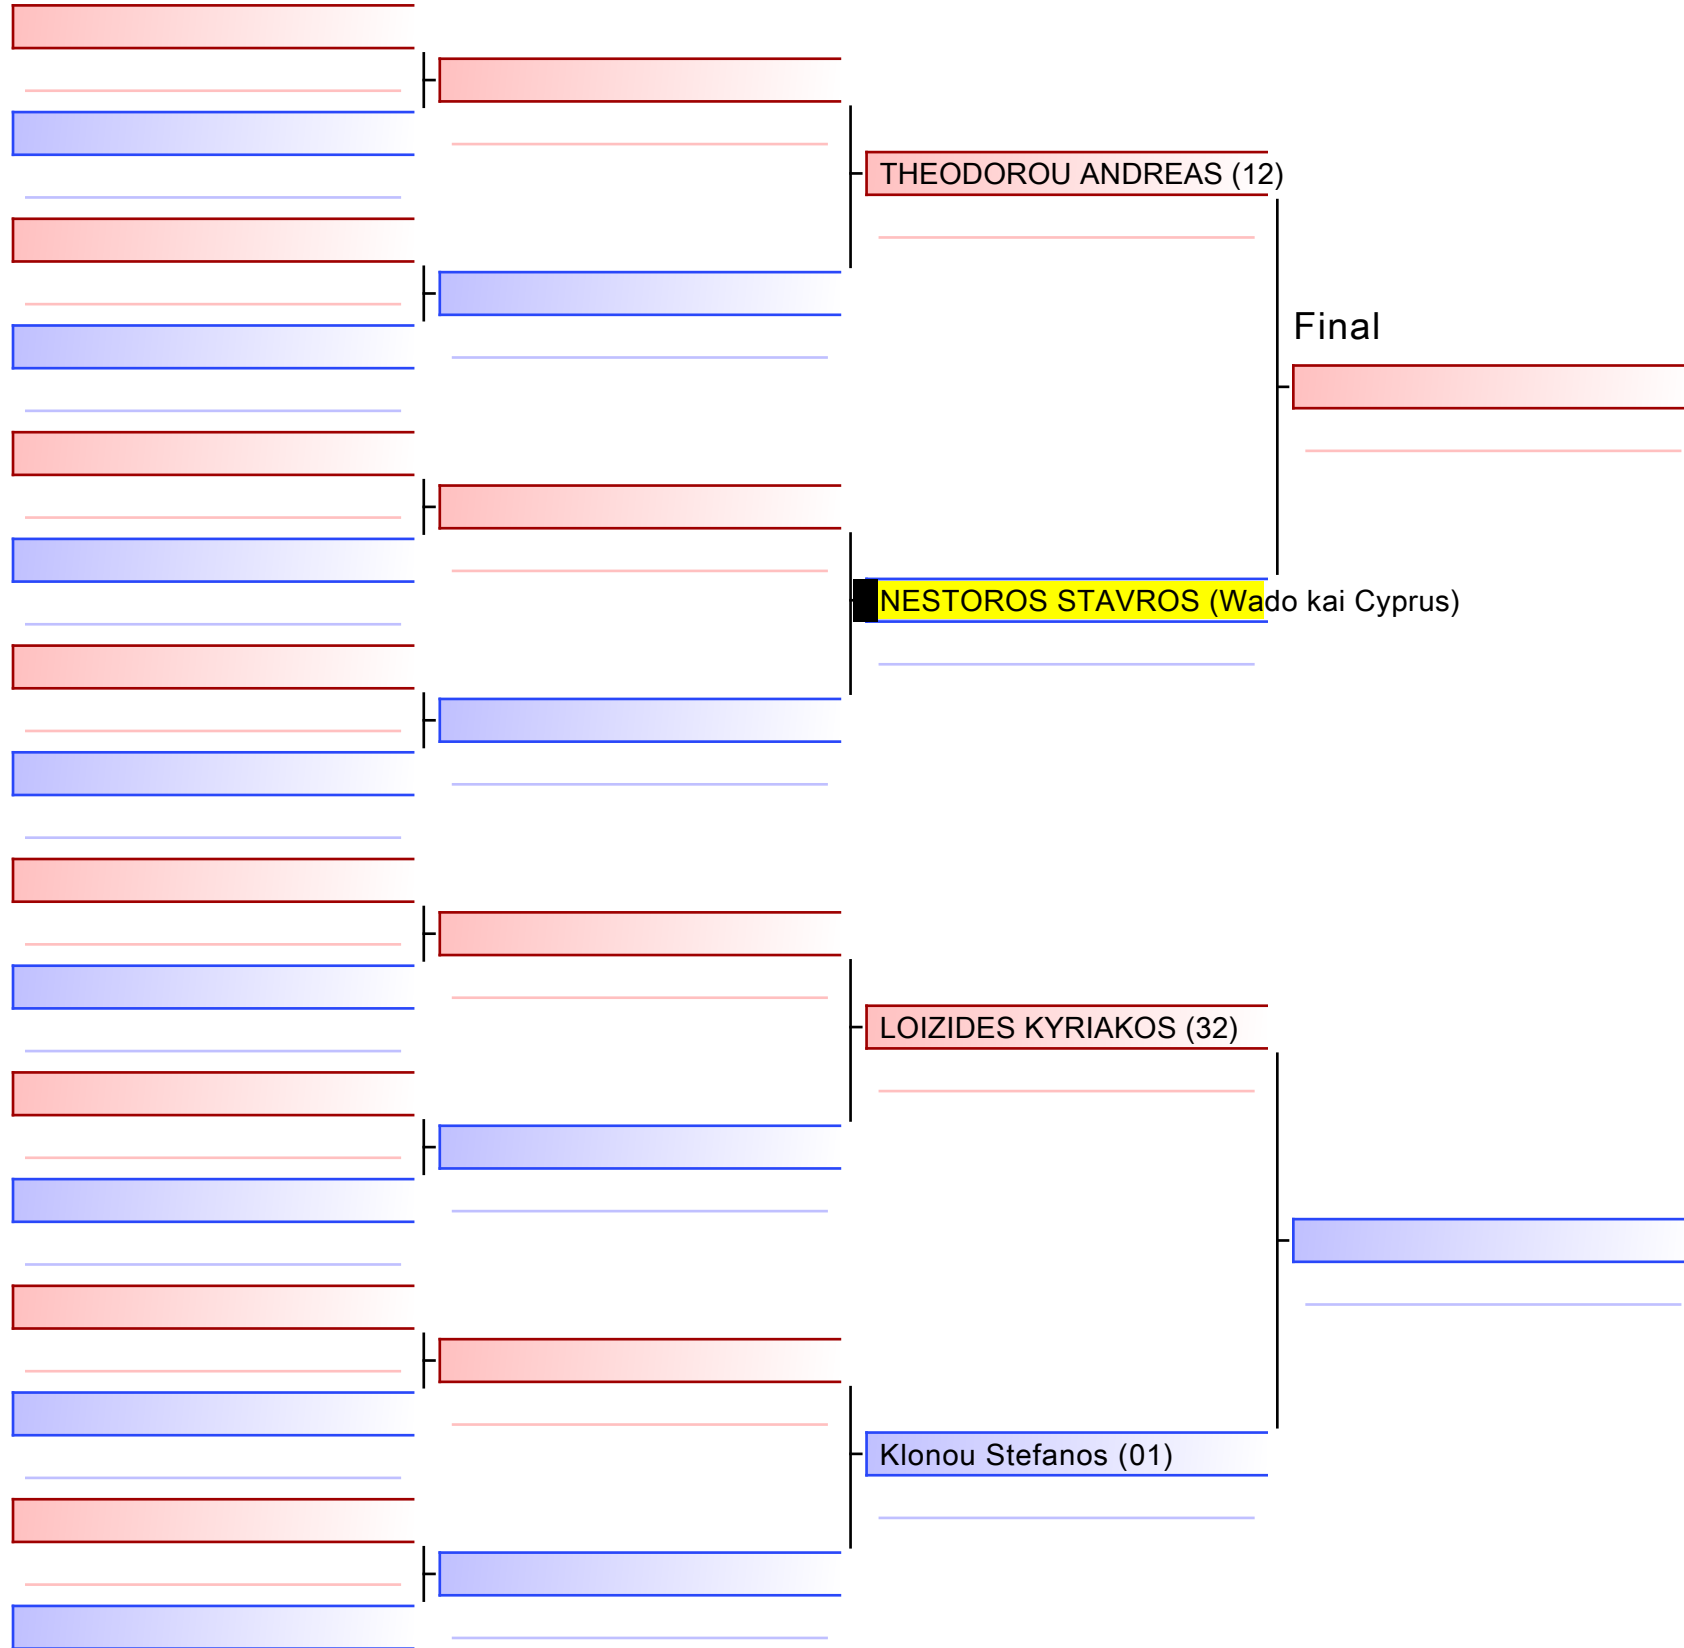 THEODOROU ANDREAS (12)
Final
NESTOROS STAVROS (Wado kai Cyprus)
LOIZIDES KYRIAKOS (32)
Klonou Stefanos (01)